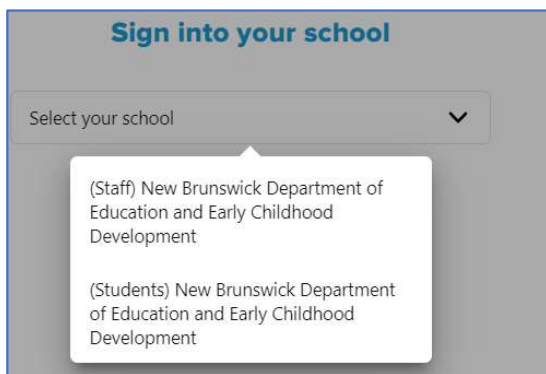 Sign into your school
Select your school
(Staff) New Brunswick Department of
Education and Early Childhood
Development
(Students) New Brunswick Department
of Education and Early Childhood
Development